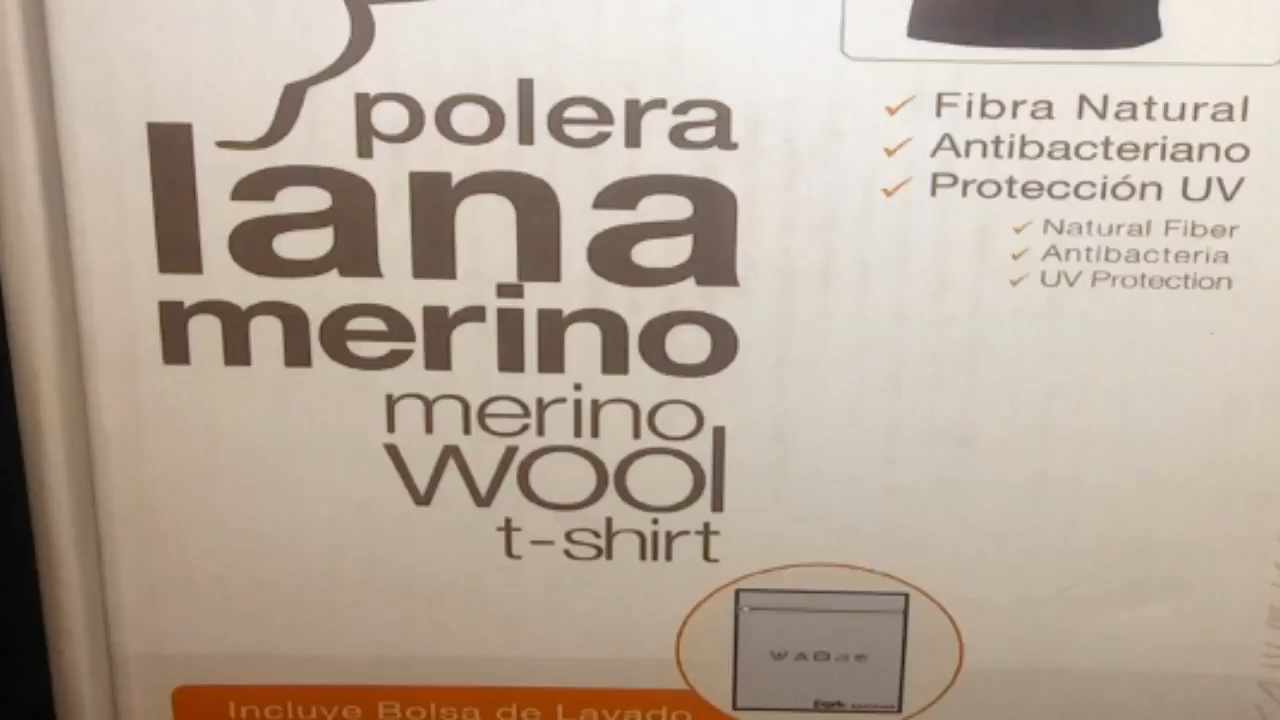 polera
lana
merino
merino
wool
t-shirt
Fibra Natural
Antibacteriano
Protección UV
Natural Fiber
Antibacteria
UV Protection
Incluye Bolsa de Lavado